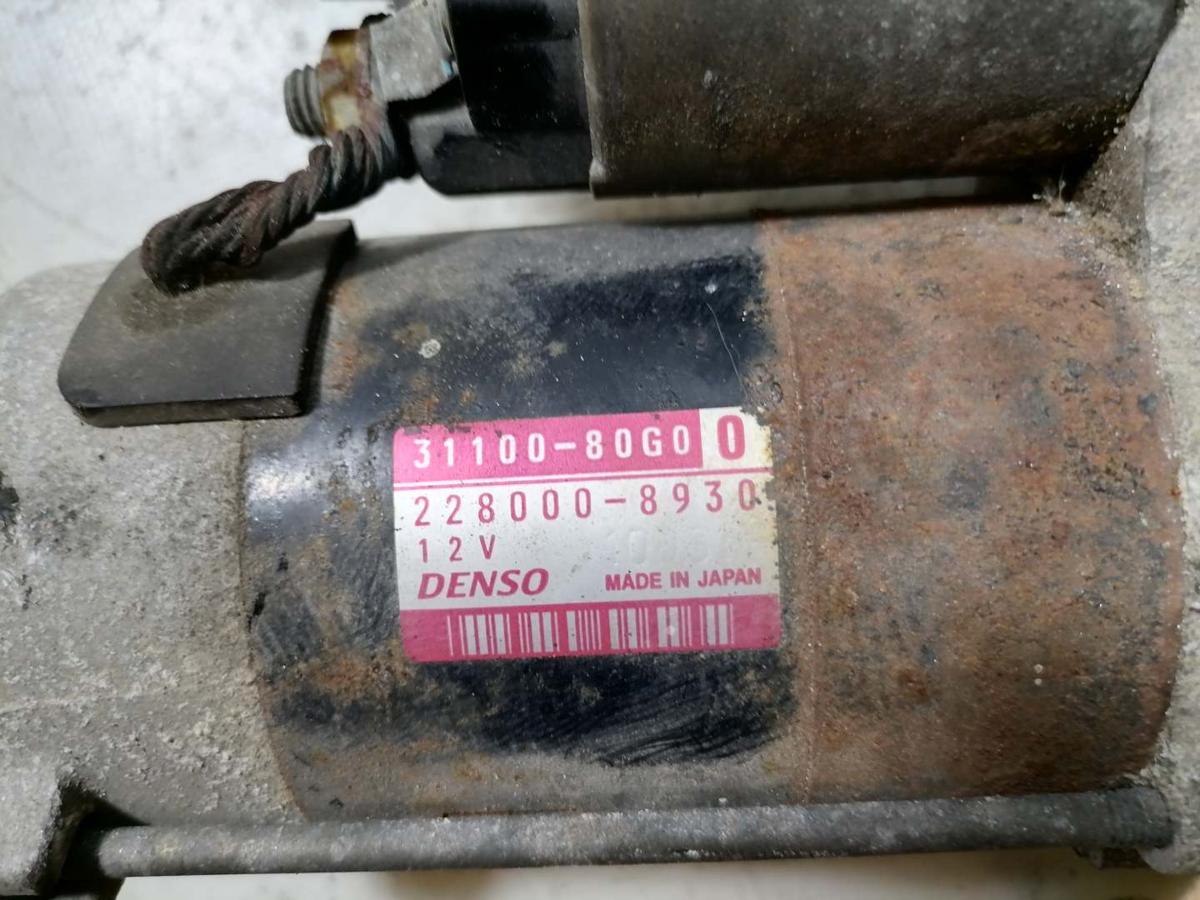 31100-80G0 0
228000-8930
12V
DENSO MADE IN JAPAN